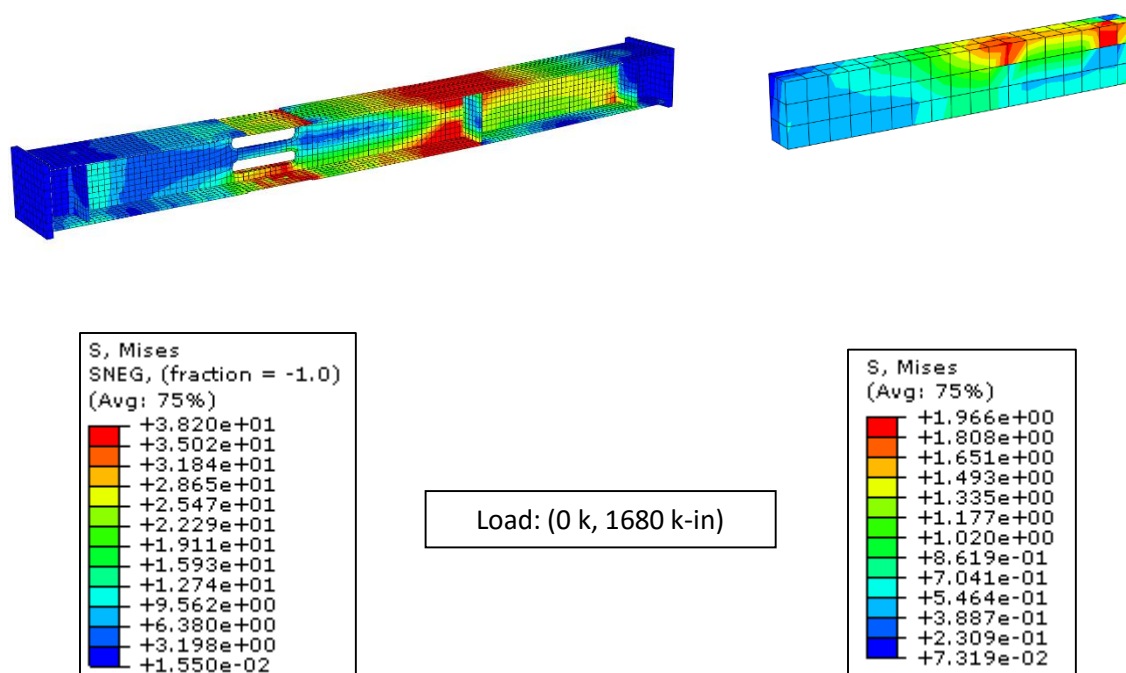 S, Mises
SNEG, (fraction = -1.0)
(Avg: 75%)
+3.820e+01
+3.502e+01
+3.184e+01
+2.865e+01
+2.547e+01
+2.229e+01
+1.911e+01
+1.593e+01
+1.274e+01
+9.562e+00
+6.380e+00
+3.198e+00
+1.550e-02
Load: (0 k, 1680 k-in)
S, Mises
(Avg: 75%)
+1.966e+00
+1.808e+00
+1.651e+00
+1.493e+00
+1.335e+00
+1.177e+00
+1.020e+00
+8.619e-01
+7.041e-01
+5.464e-01
+3.887e-01
+2.309e-01
+7.319e-02